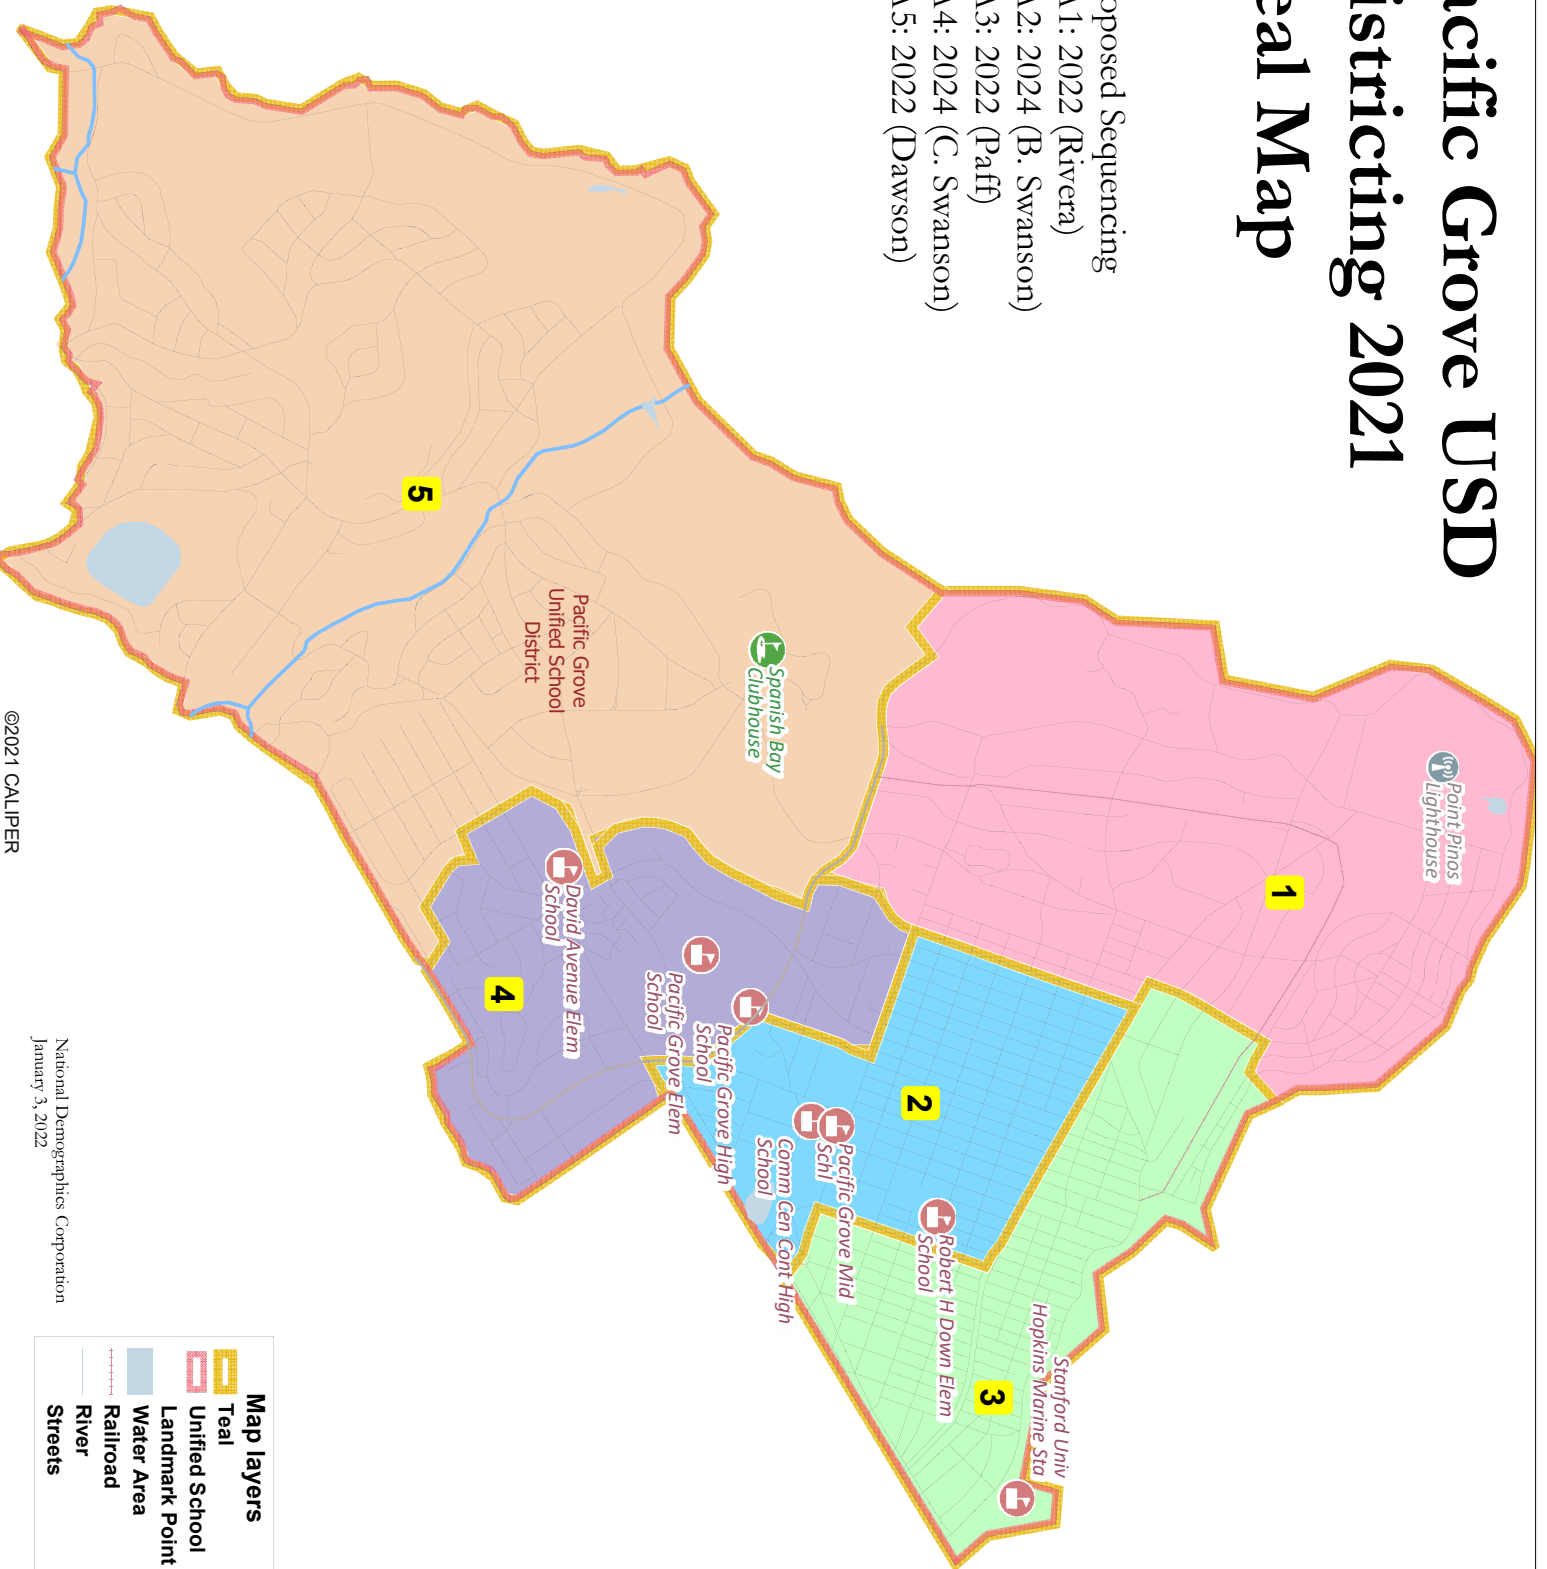 acific Grove USD
istricting 2021
eal Map
oposed Sequencing
A1: 2022 (Rivera)
A2: 2024 (B. Swanson)
A3: 2022 (Paff)
A4: 2024 (C. Swanson)
A5: 2022 (Dawson)
Point Pinos
Lighthouse
1
Spanish Bay
Clubhouse
Pacific Grove
Unified School
District
5
2
Stanford Univ
Hopkins Marine Sta
3
Robert H Down Elem
School
Pacific Grove Mid
Schl
Comm Cen Cont High
School
Pacific Grove High
School
Pacific Grove Elem
School
David Avenue Elem
School
4
Map layers
Teal
Unified School
Landmark Point
Water Area
Railroad
River
Streets
National Demographics Corporation
January 3, 2022
©2021 CALIPER